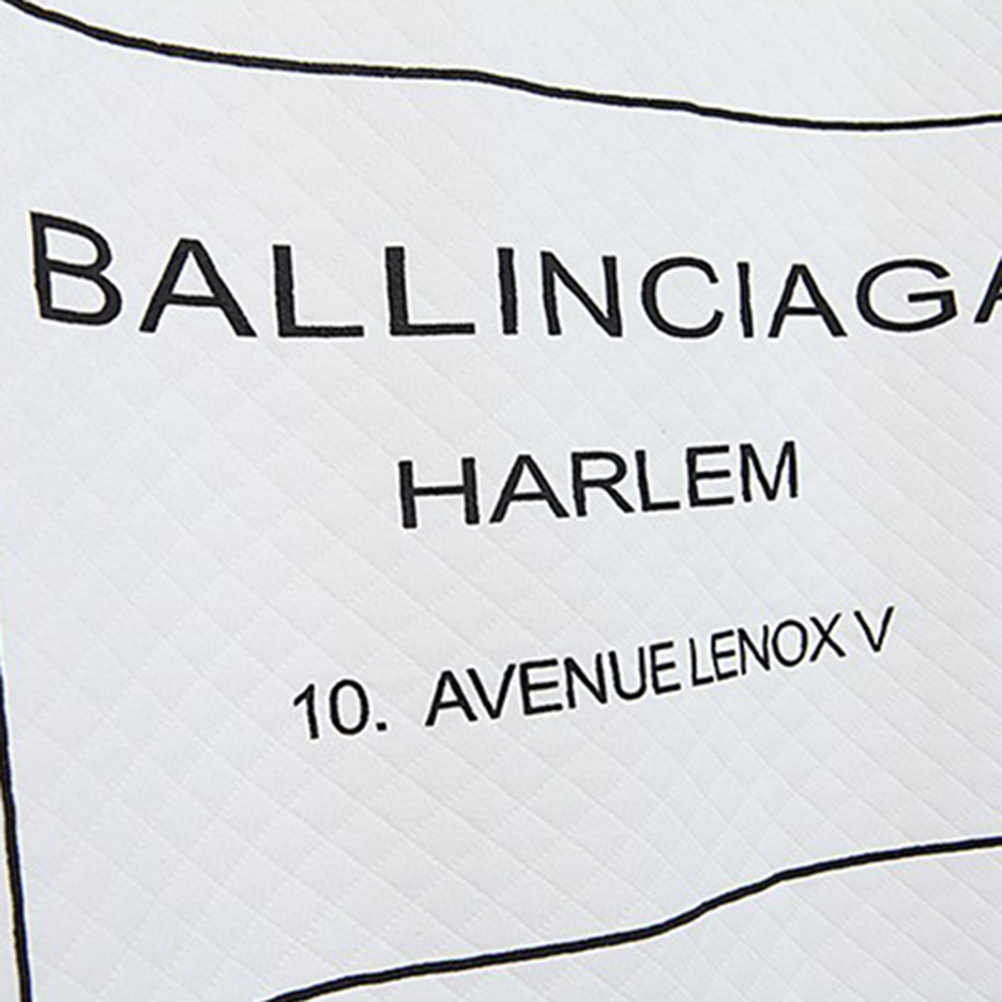 BALLINCIAGA
HARLEM
10. AVENUE LENOX V